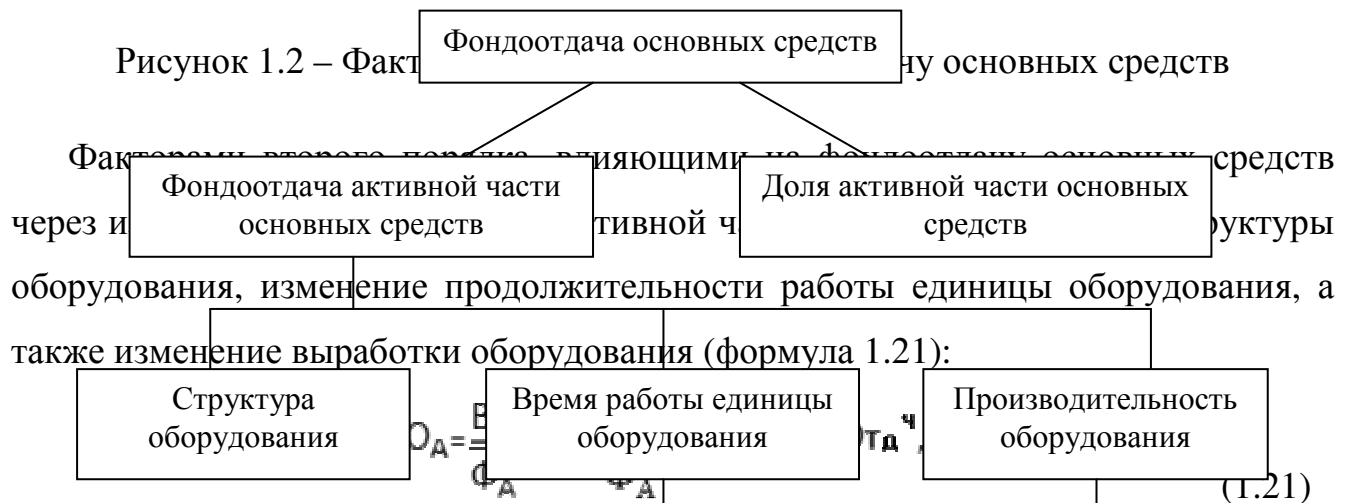 Фондоотдача основных средств
Рисунок 1.2 – Факт чу основных средств
Факторами второго порядка, влияющими на фондоотдачу основных средств
Фондоотдача активной части
основных средств
Доля активной части основных
средств
через и тивной ч уктуры
оборудования, изменение продолжительности работы единицы оборудования, а
также изменение выработки оборудования (формула 1.21):
Структура
оборудования
Время работы единицы
оборудования
Производительность
оборудования
(1.21)